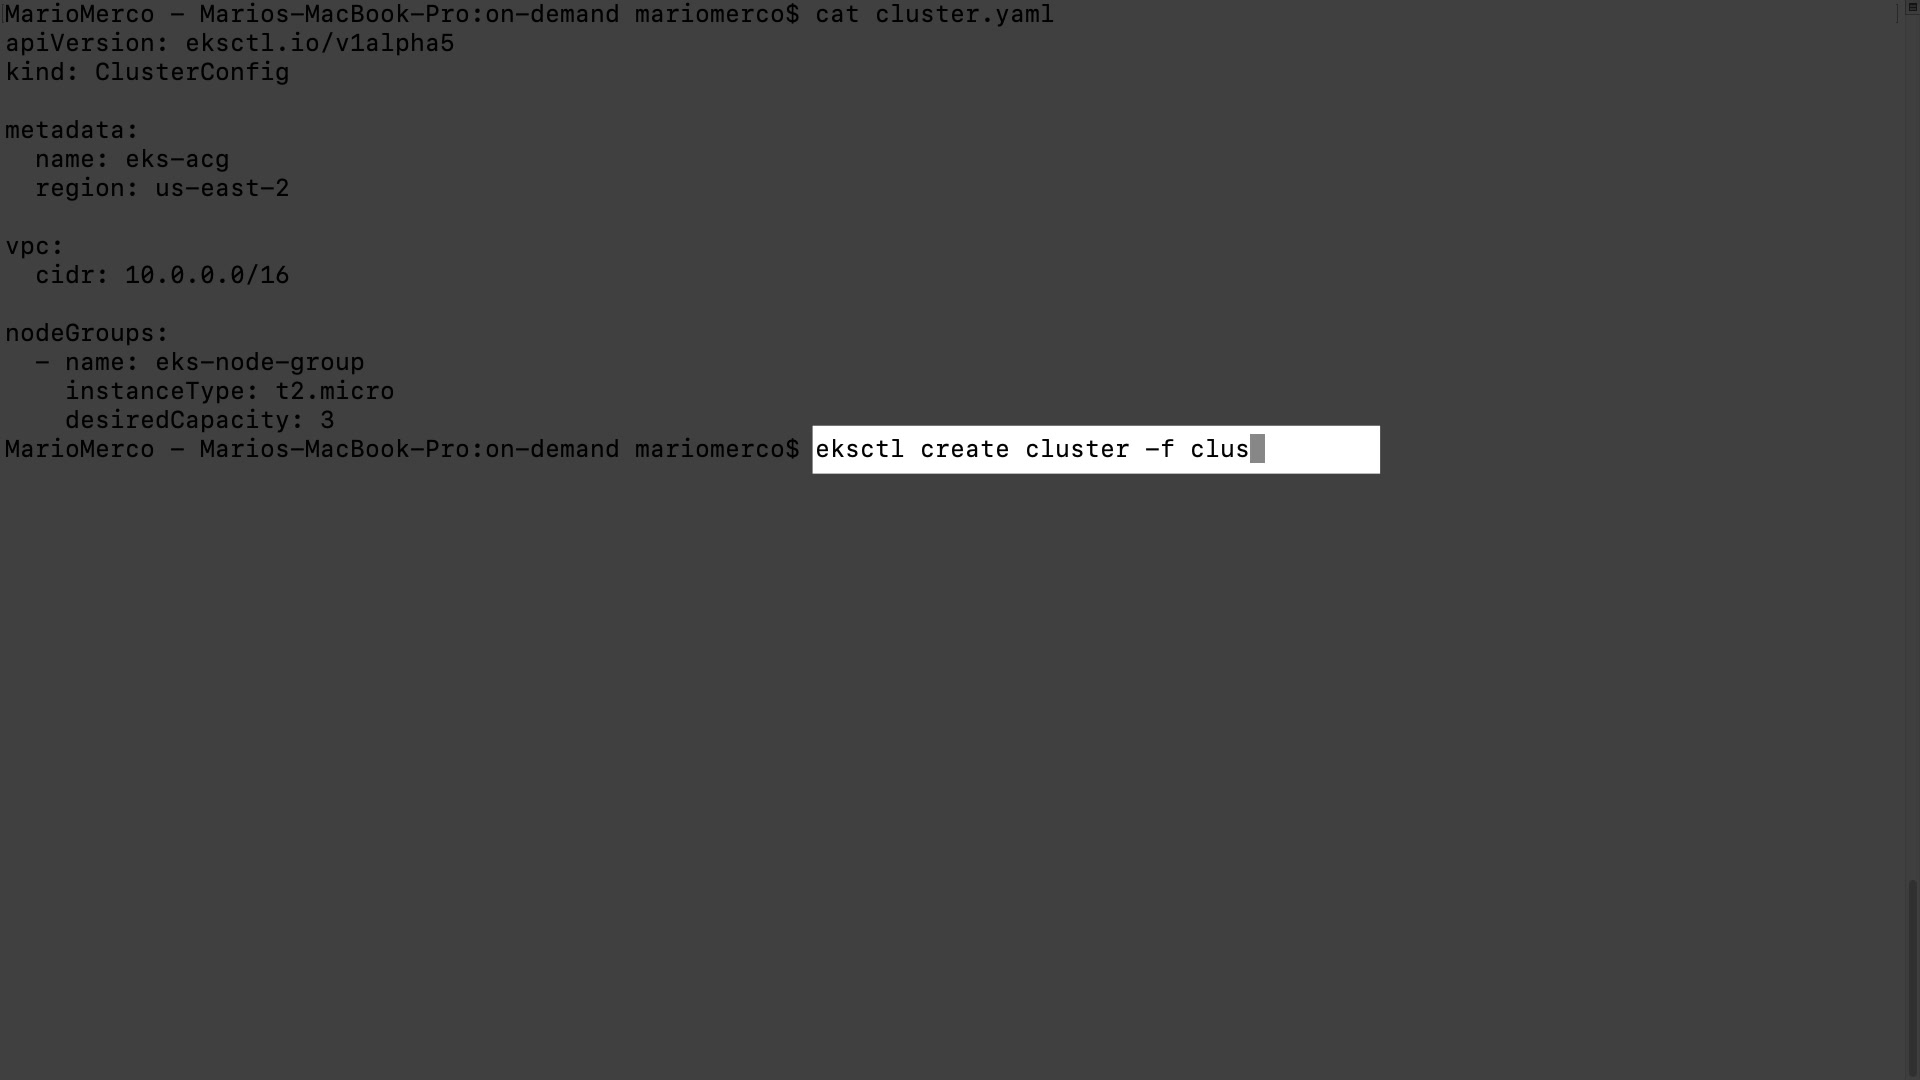 MarioMerco - Marios-MacBook-Pro:on-demand mariomerco$ cat cluster.yaml
apiVersion: eksctl.io/v1alpha5
kind: ClusterConfig

metadata:
  name: eks-acg
  region: us-east-2

vpc:
  cidr: 10.0.0.0/16

nodeGroups:
  - name: eks-node-group
    instanceType: t2.micro
    desiredCapacity: 3
MarioMerco - Marios-MacBook-Pro:on-demand mariomerco$ eksctl create cluster -f clus